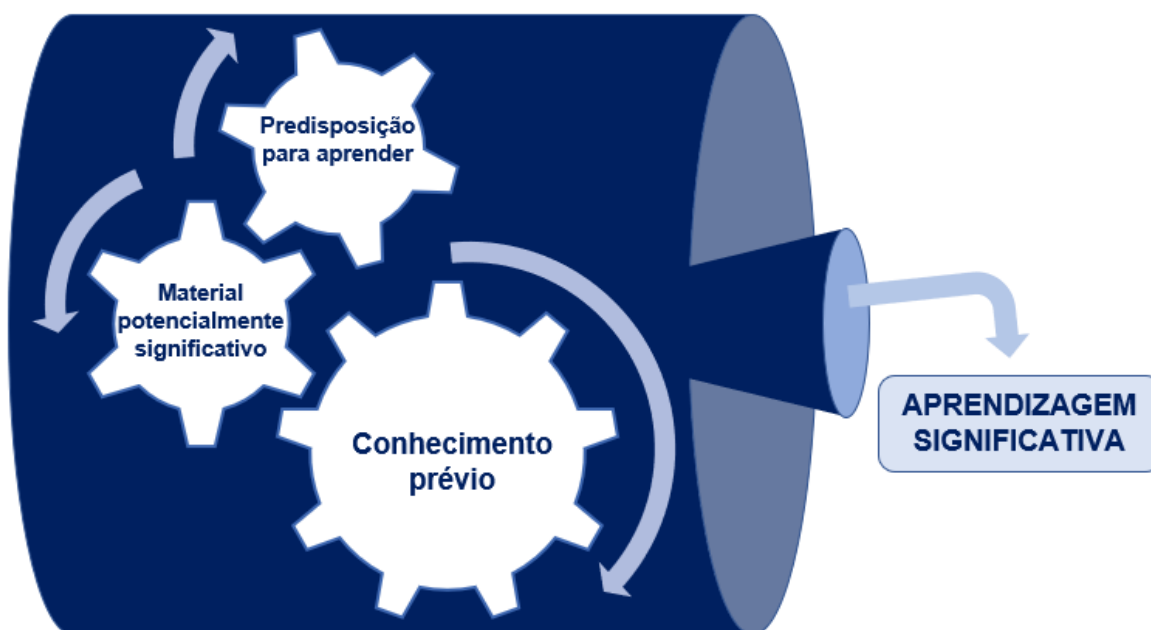 Predisposição
para aprender
Material
potencialmente
significativo
Conhecimento
prévio
APRENDIZAGEM
SIGNIFICATIVA